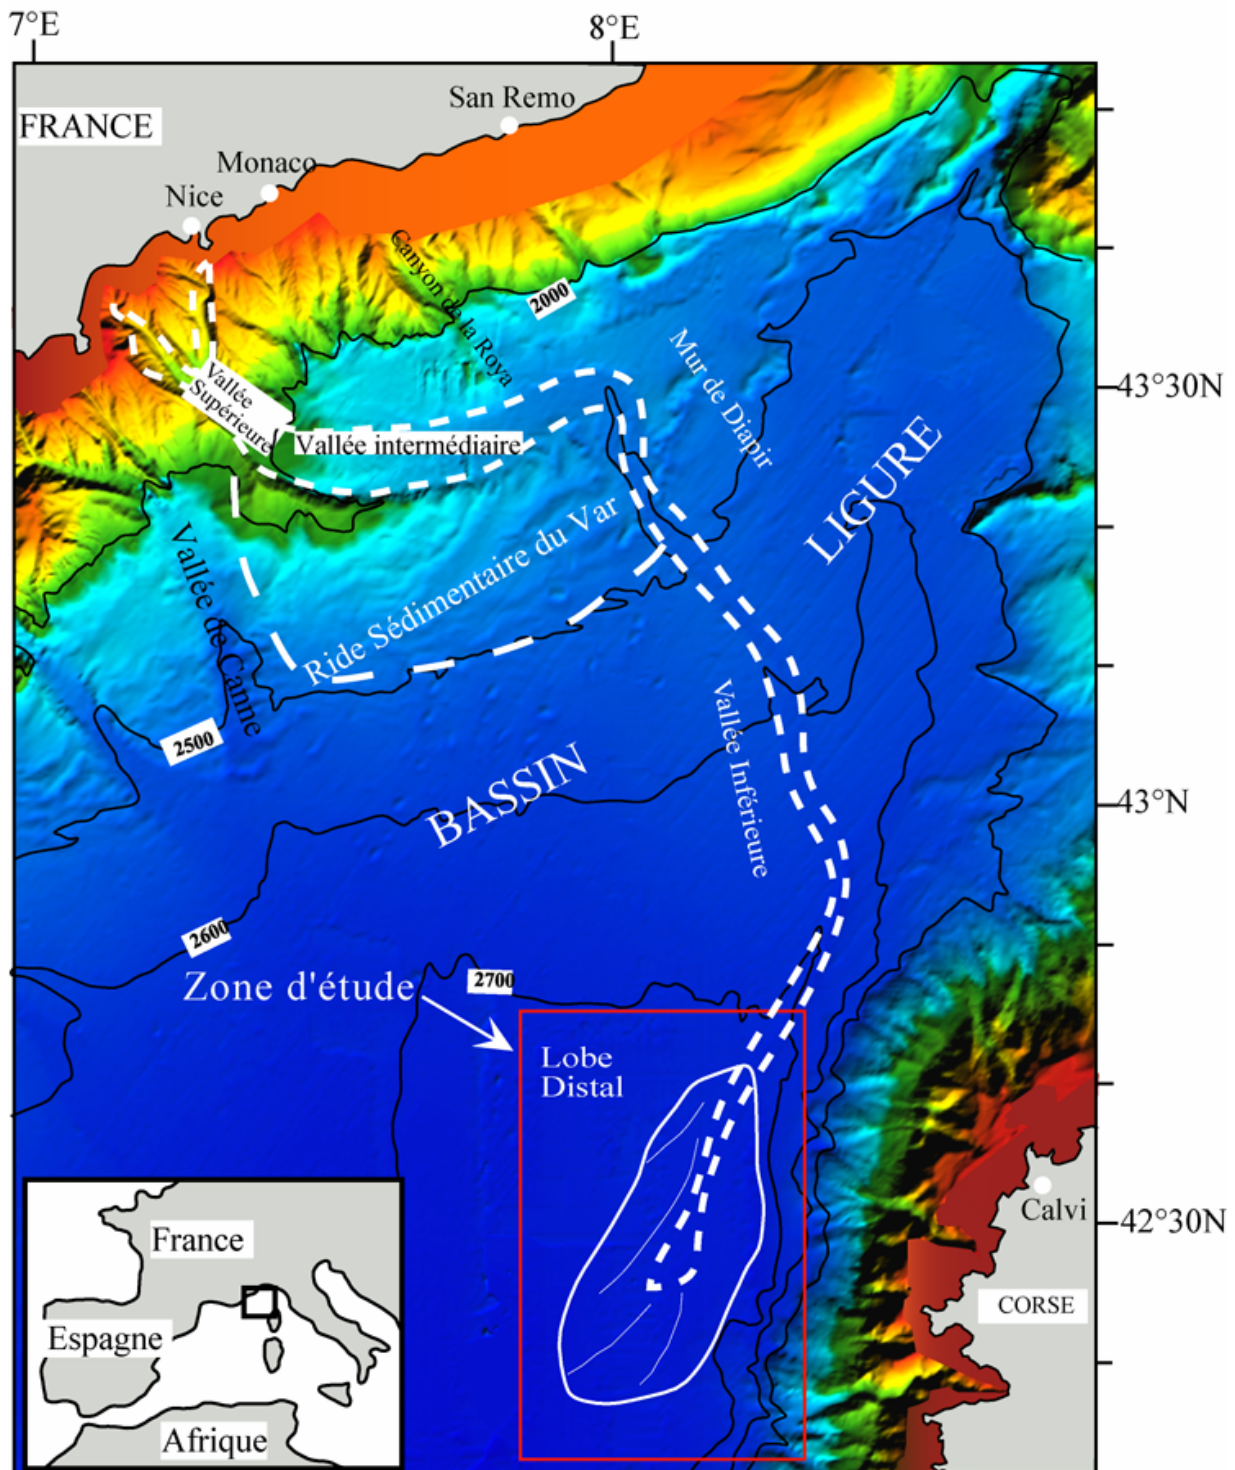 7°E
8°E
San Remo
FRANCE
Monaco
Nice
Canyon de la Roya
2000
Mur de Diapir
43°30N
Vallée
Supérieure
Vallée intermédiaire
LIGURE
Vallée de Canne
Ride Sédimentaire du Var
2500
Vallée Inférieure
BASSIN
43°N
2600
Zone d'étude
2700
Lobe
Distal
Calvi
42°30N
CORSE
France
Espagne
Afrique